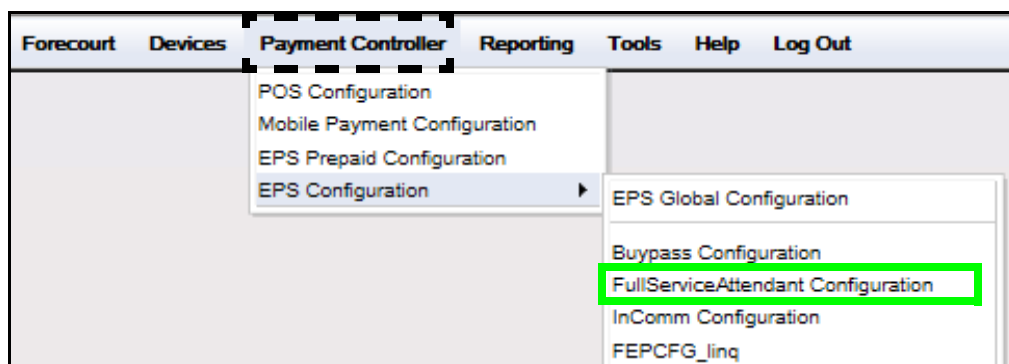 Forecourt Devices Payment Controller Reporting Tools Help Log Out
POS Configuration
Mobile Payment Configuration
EPS Prepaid Configuration
EPS Configuration
EPS Global Configuration
Buypass Configuration
FullServiceAttendant Configuration
InComm Configuration
FEPCFG_linq